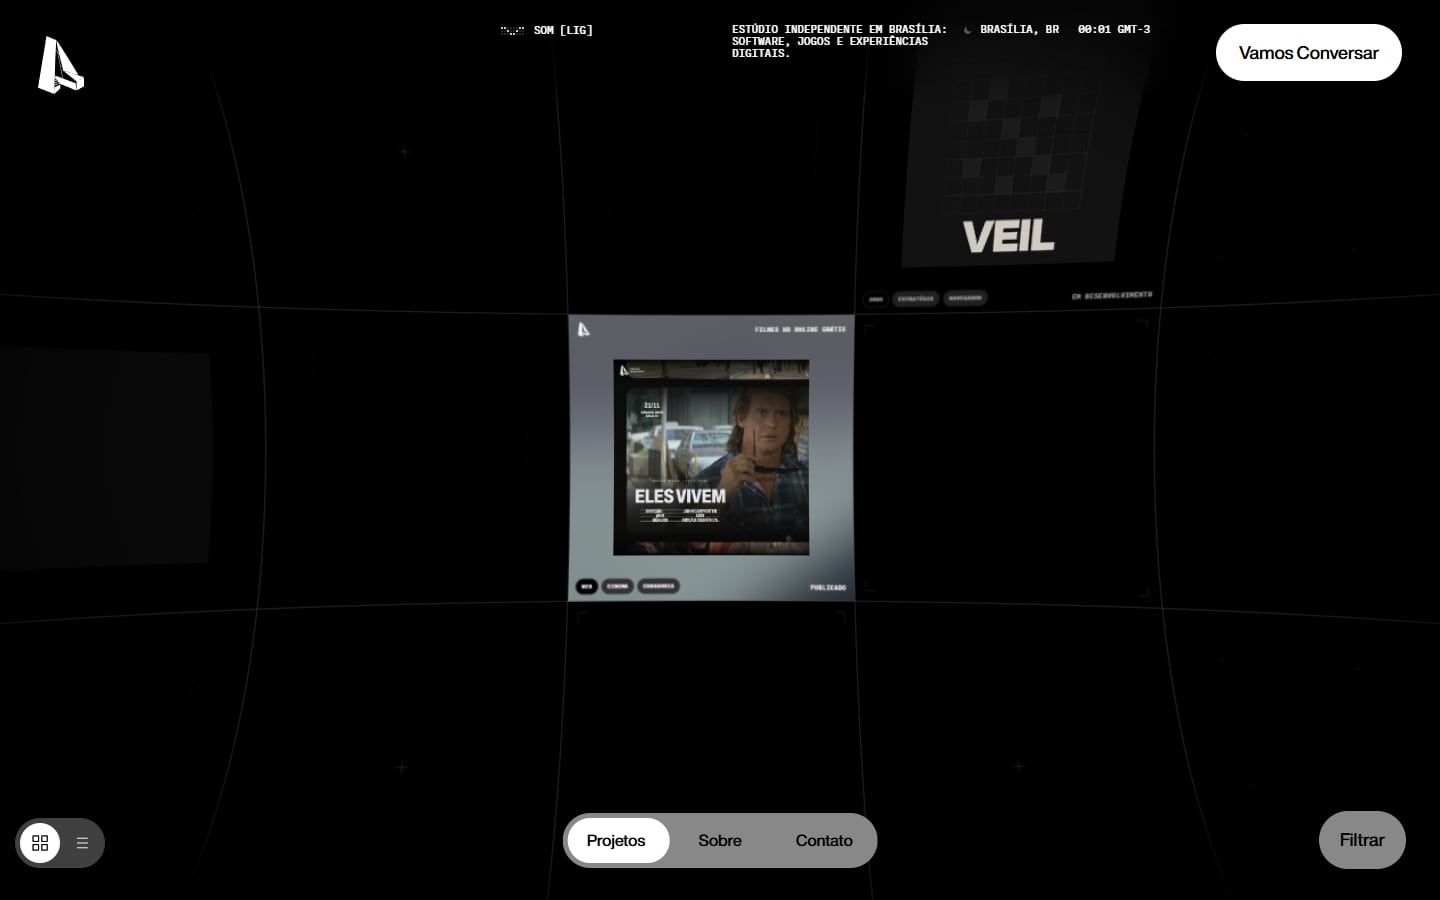 SOM [LIG]
ESTÚDIO INDEPENDENTE EM BRASÍLIA:
SOFTWARE, JOGOS E EXPERIÊNCIAS
DIGITAIS.
BRASÍLIA, BR 00:01 GMT-3
Vamos Conversar
VEIL
JOGO ESTRATÉGIA NAVEGADOR
EM DESENVOLVIMENTO
FILMES HD ONLINE GRÁTIS
21/11
ELES VIVEM
WEB CINEMA CURADORIA
PUBLICADO
Projetos Sobre Contato
Filtrar